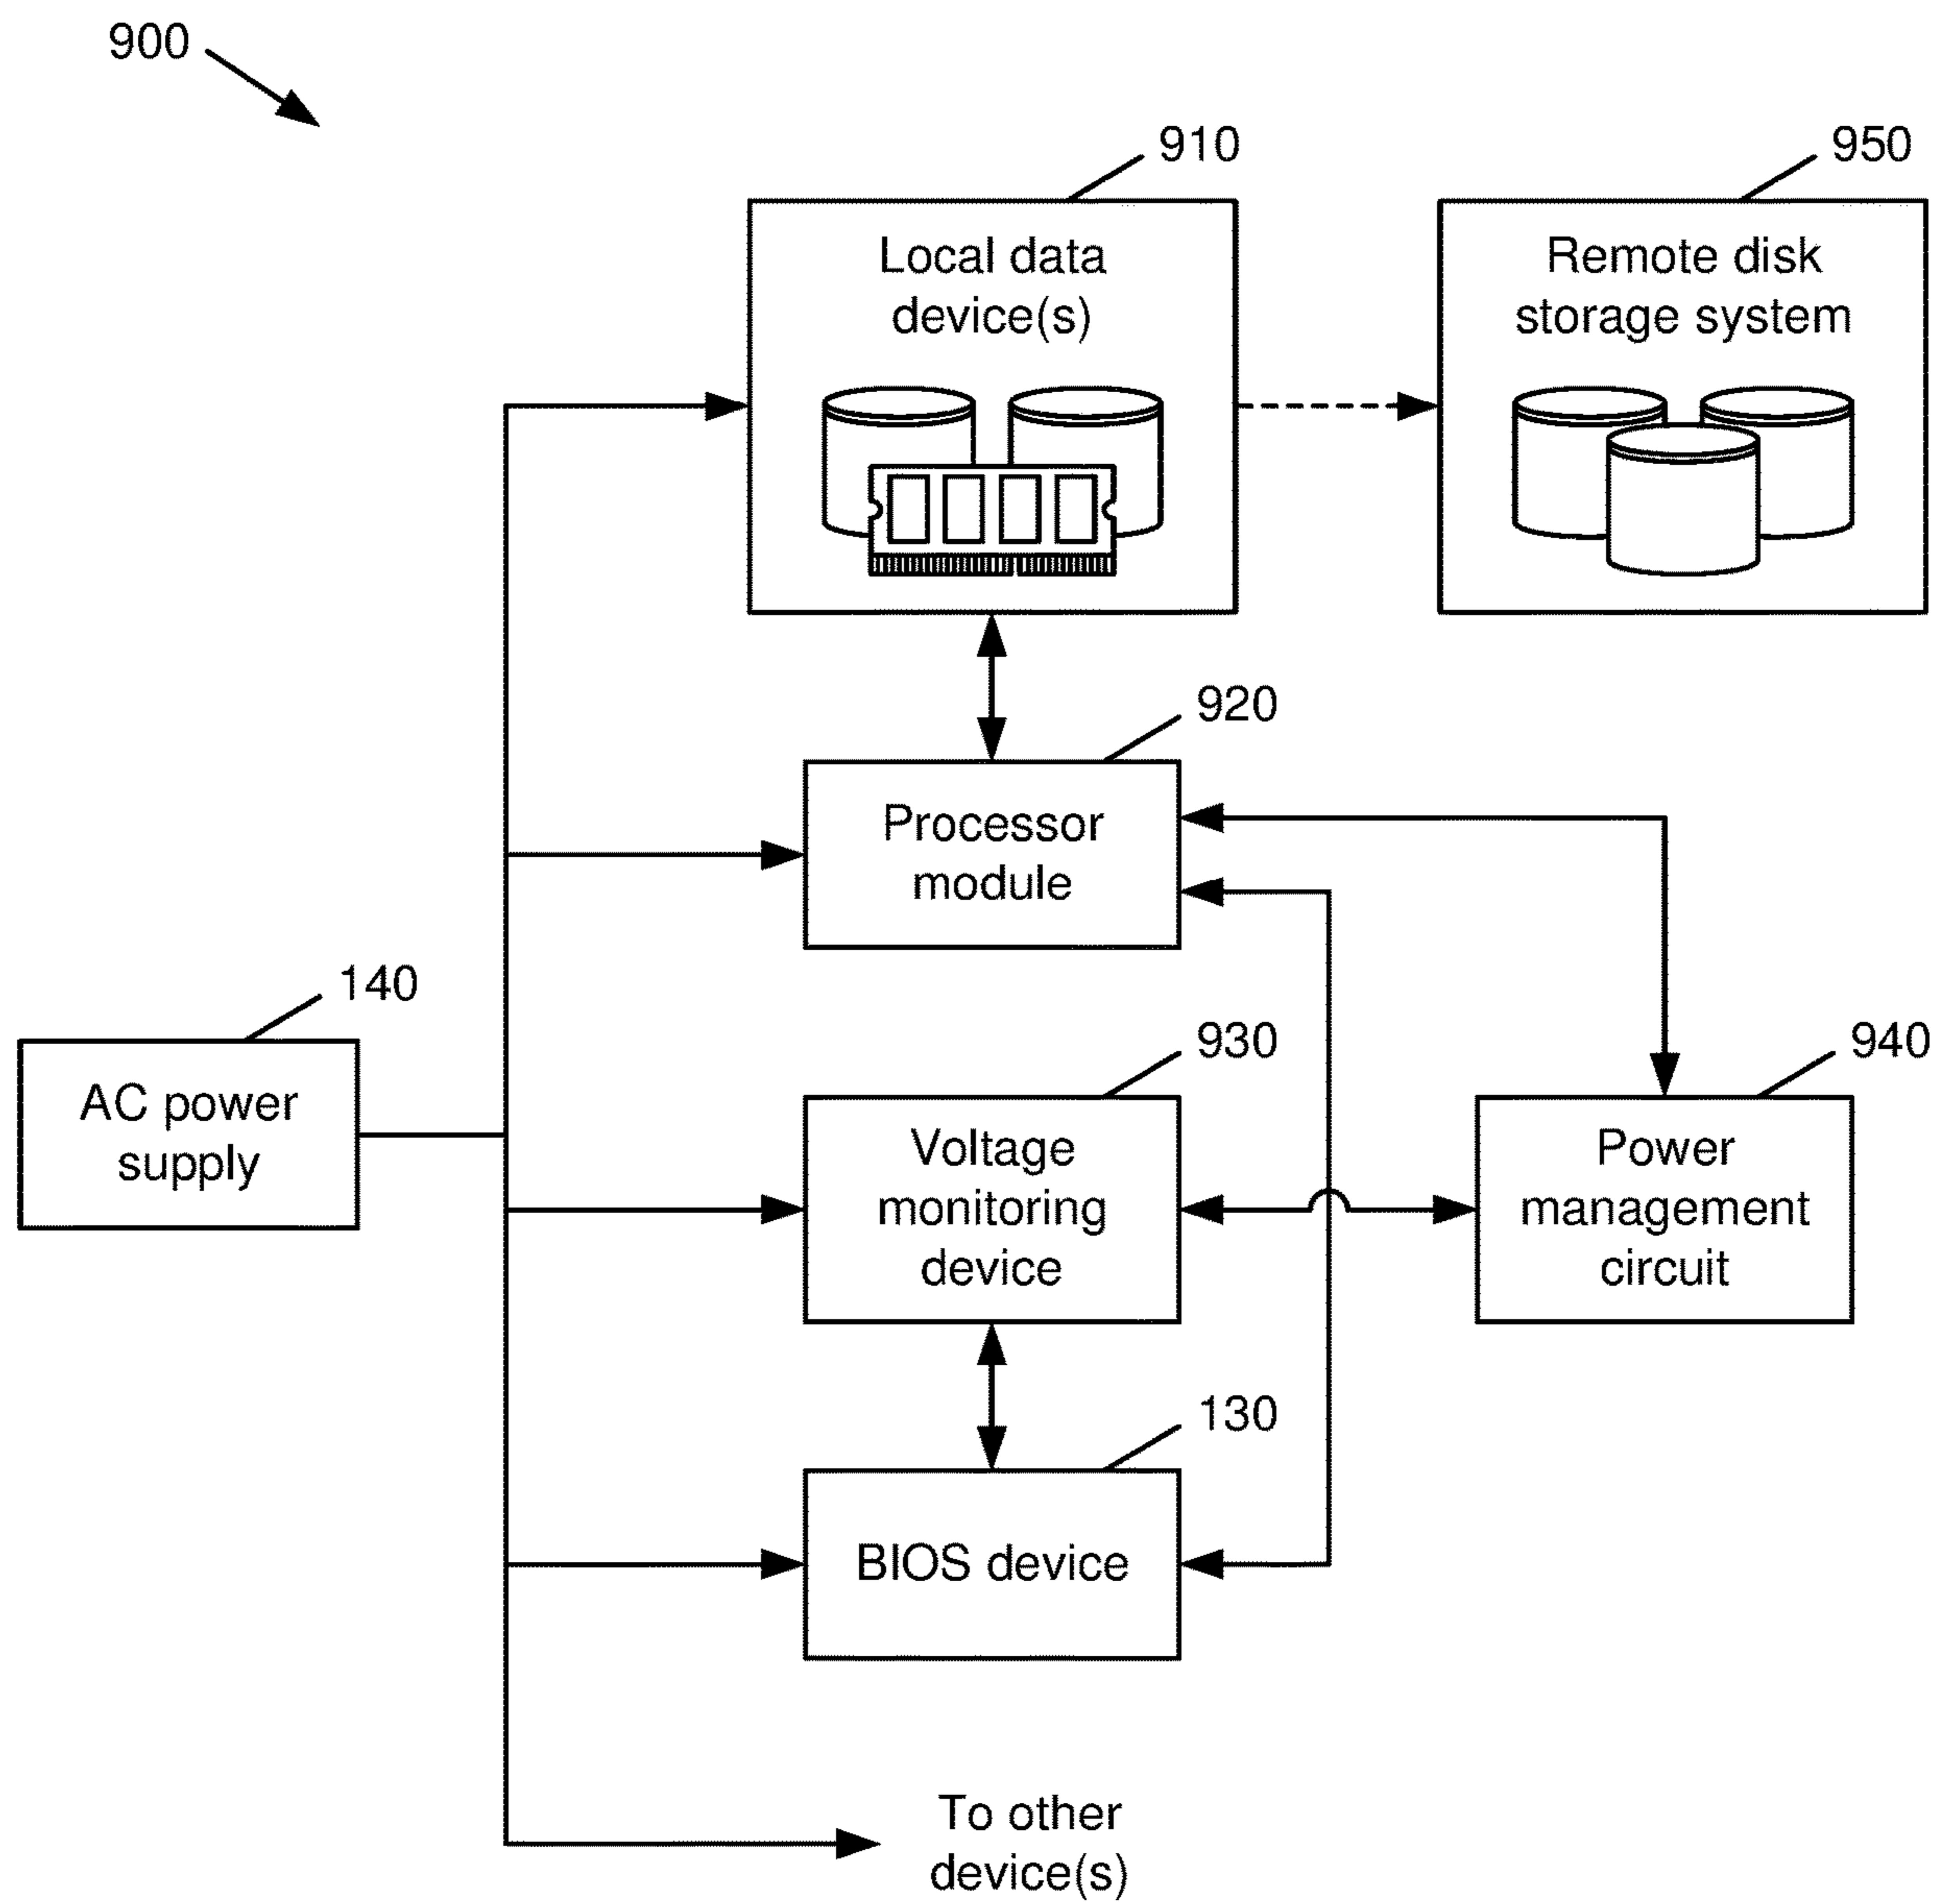 900
910
950
Local data
device(s)
Remote disk
storage system
920
Processor
module
140
AC power
supply
930
940
Voltage
monitoring
device
Power
management
circuit
130
BIOS device
To other
device(s)